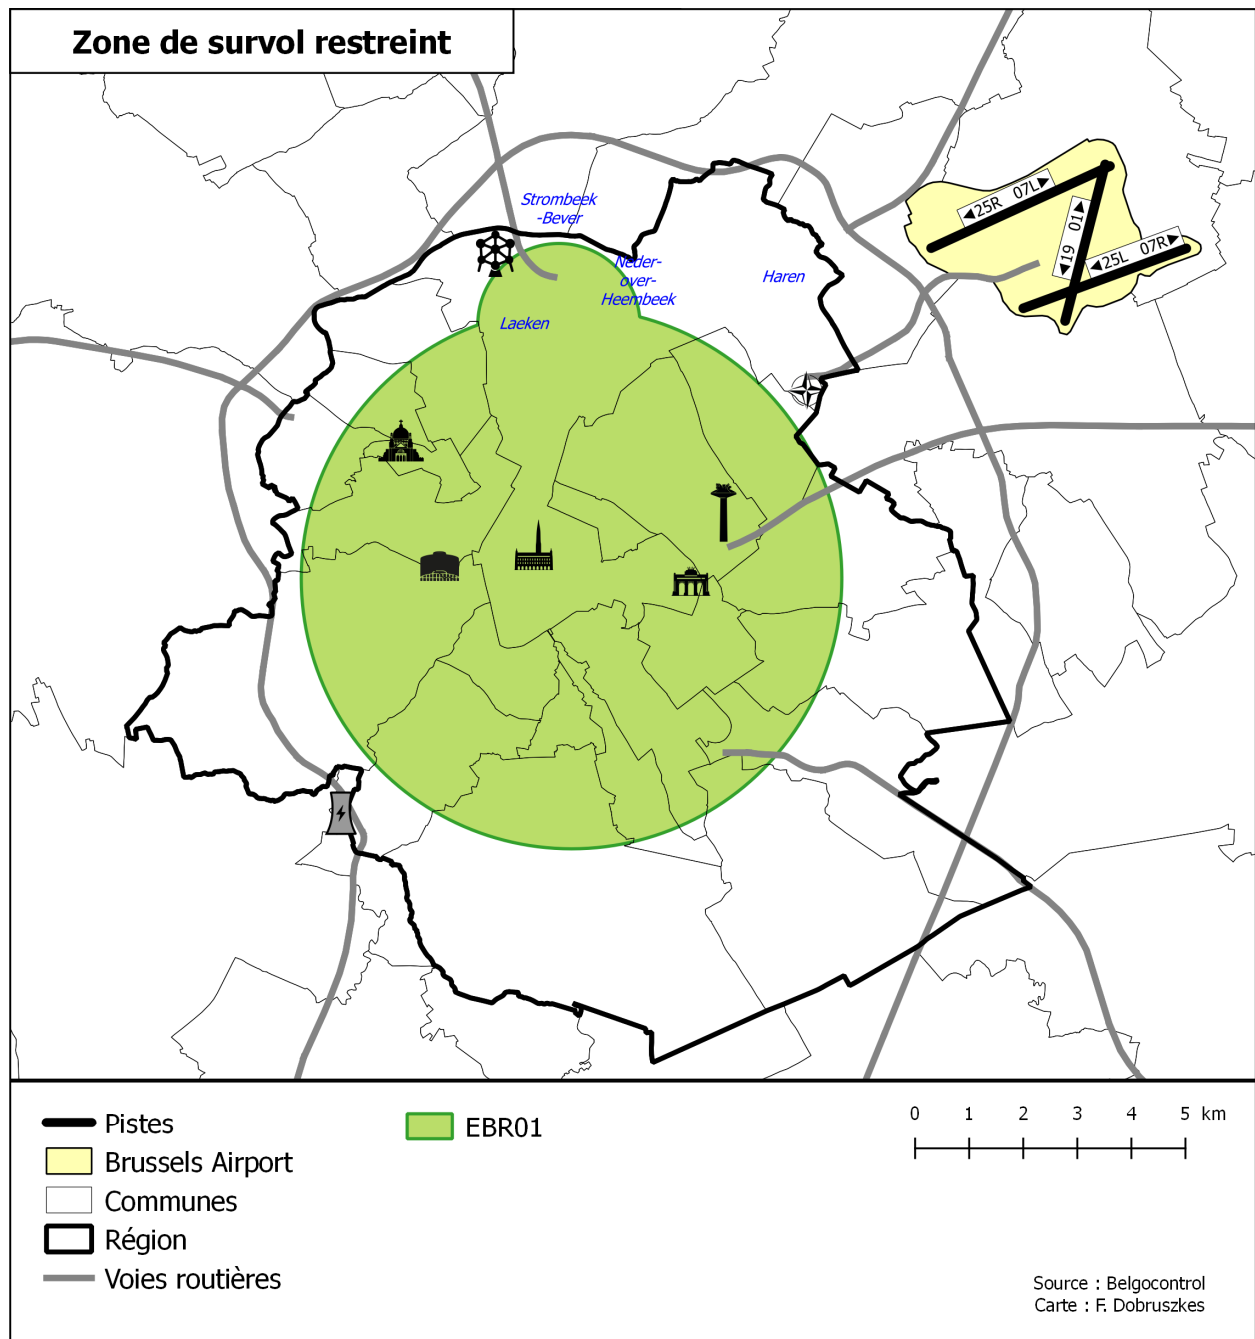 Zone de survol restreint
Strombeek
-Bever
Neder-
over-
Heembeek
Haren
Laeken
◀25R 07L▶
◀19 01▶
◀25L 07R▶
Pistes
Brussels Airport
Communes
Région
Voies routières
EBR01
0 1 2 3 4 5 km
Source : Belgocontrol
Carte : F. Dobruszkes